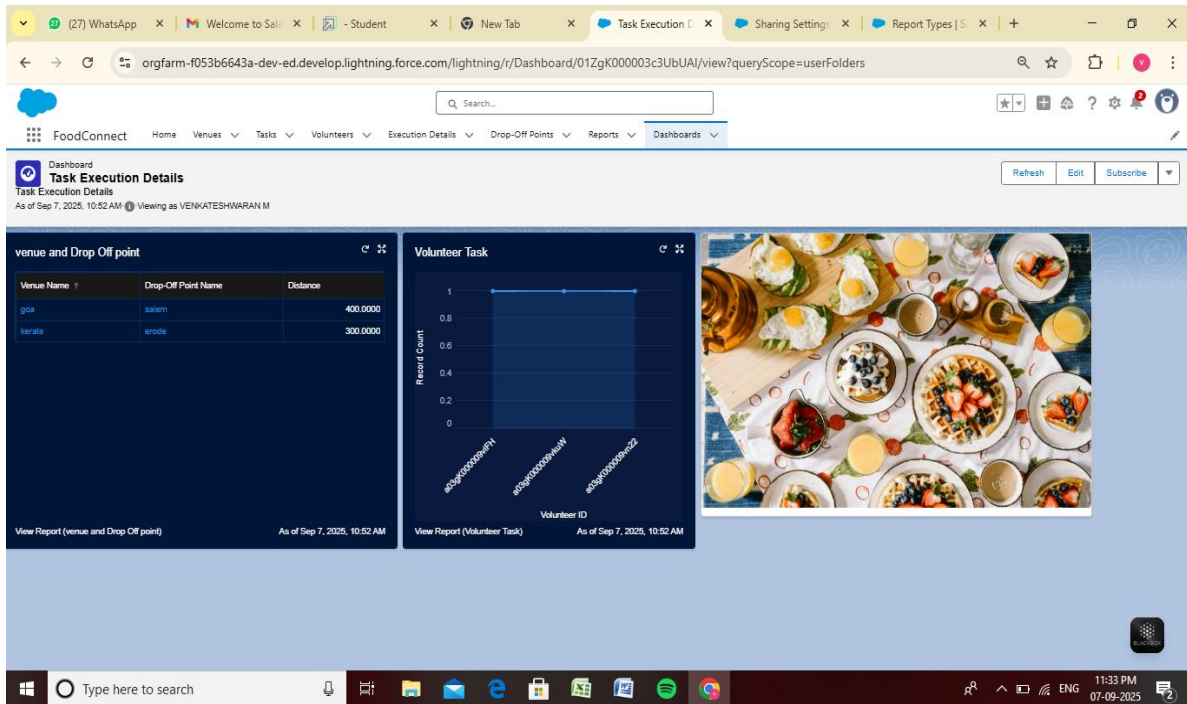 (27) WhatsApp
Welcome to Sale
- Student
New Tab
Task Execution D
Sharing Settings
Report Types | S
orgfarm-f053b6643a-dev-ed.develop.lightning.force.com/lightning/r/Dashboard/01ZgK000003c3UbUAI/view?queryScope=userFolders
Search...
FoodConnect Home Venues Tasks Volunteers Execution Details Drop-Off Points Reports Dashboards
Dashboard
Task Execution Details
Task Execution Details
As of Sep 7, 2025, 10:52 AM Viewing as VENKATESHWARAN M
Refresh Edit Subscribe
venue and Drop Off point
Venue Name ↑ Drop-Off Point Name Distance
goa salem 400.0000
kerala erode 300.0000
View Report (venue and Drop Off point) As of Sep 7, 2025, 10:52 AM
Volunteer Task
Record Count
1
0.8
0.6
0.4
0.2
0
Volunteer ID
View Report (Volunteer Task) As of Sep 7, 2025, 10:52 AM
BLACKBOX
Type here to search
ENG
11:33 PM
07-09-2025